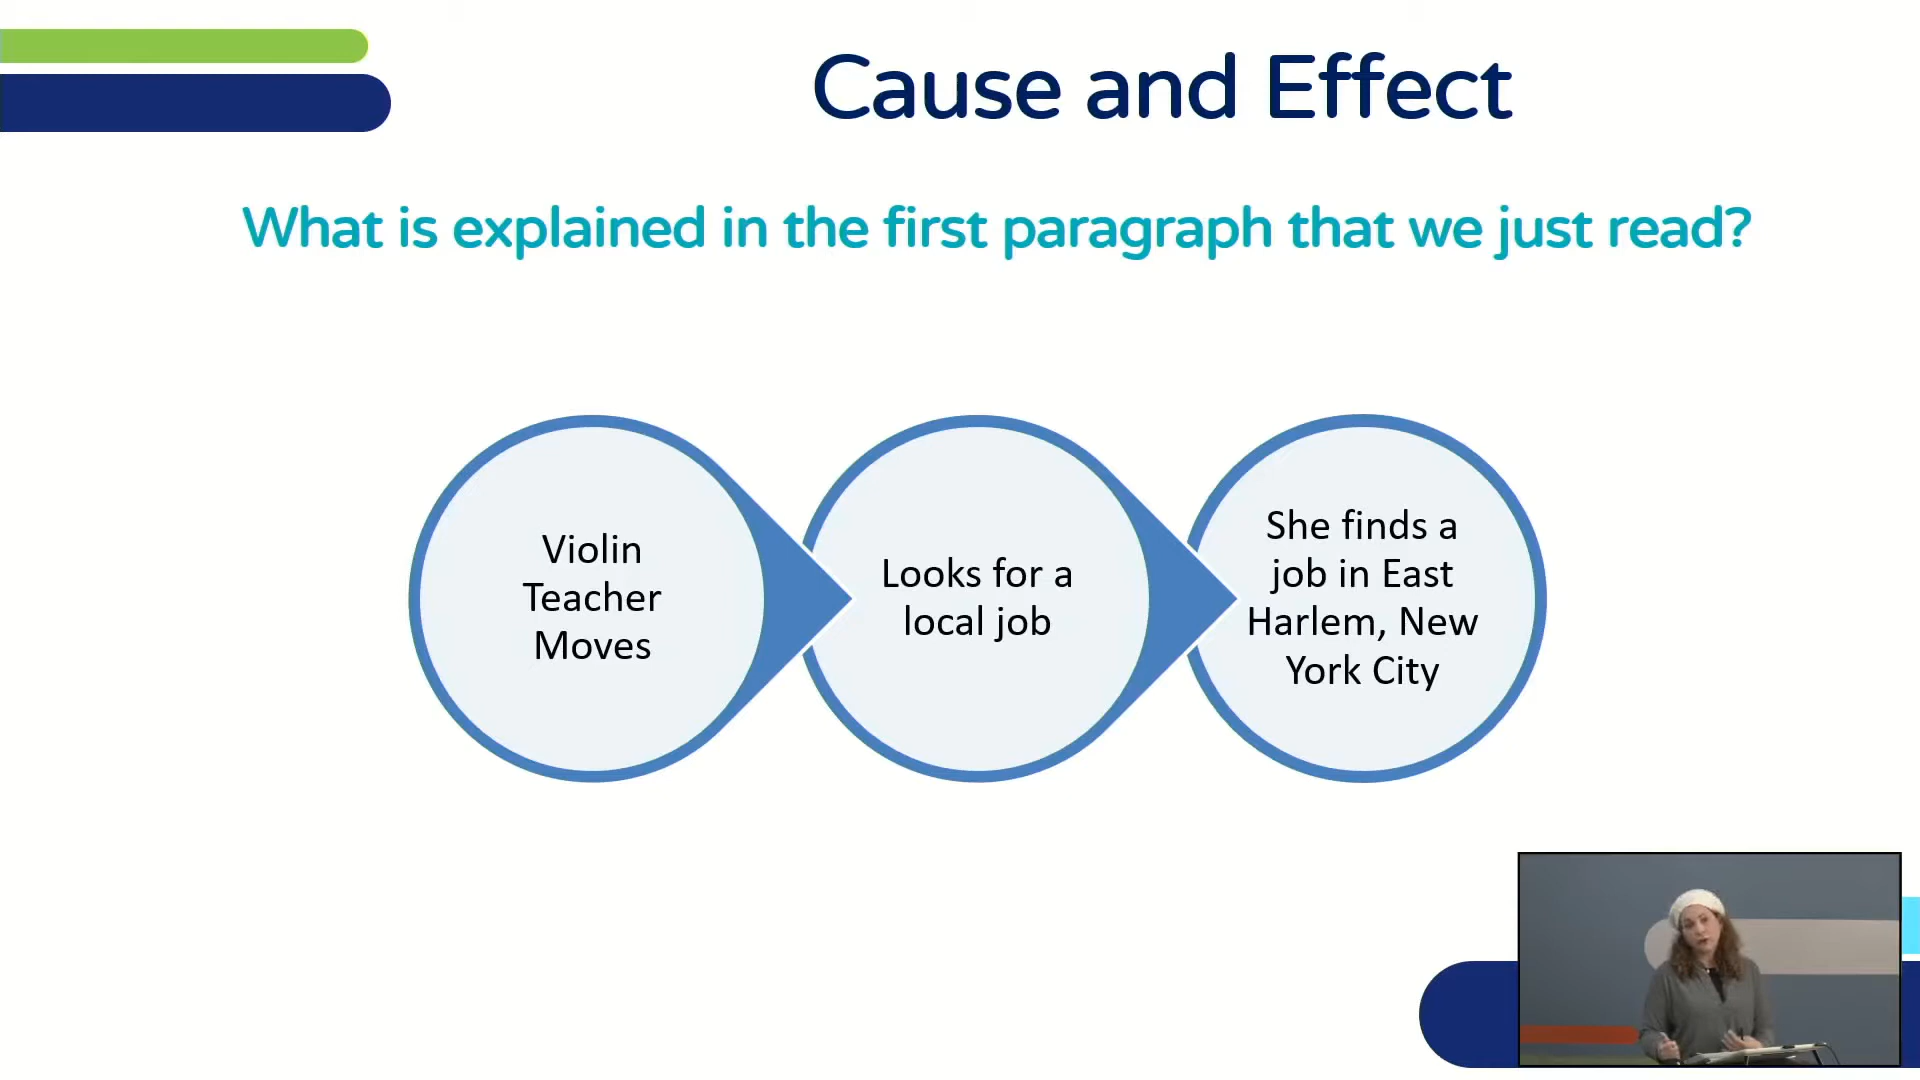 Cause and Effect
What is explained in the first paragraph that we just read?
Violin
Teacher
Moves
Looks for a
local job
She finds a
job in East
Harlem, New
York City